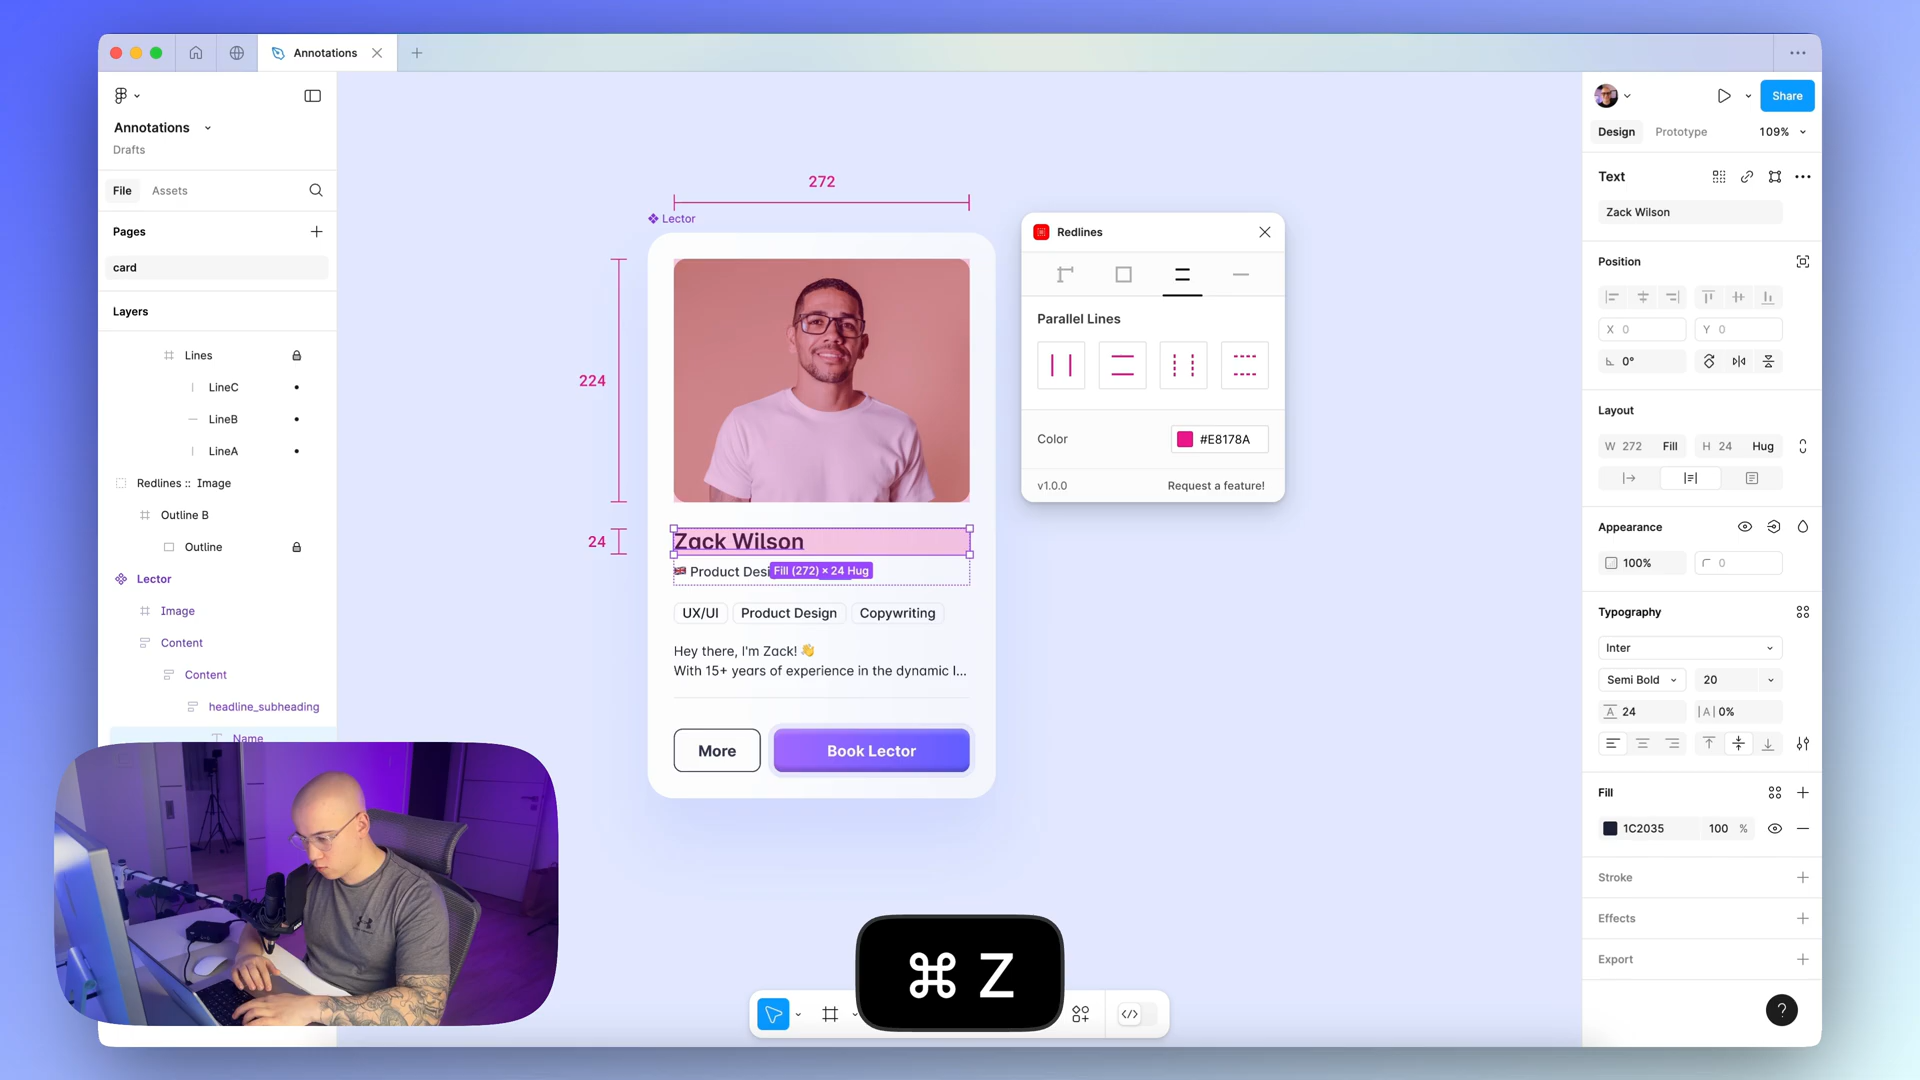 Annotations
Annotations
Drafts
File
Assets
Pages
card
Layers
Lines
LineC
LineB
LineA
Redlines :: Image
Outline B
Outline
Lector
Image
Content
Content
headline_subheading
Name
272
Lector
224
24
Zack Wilson
🇬🇧 Product Desi
Fill (272) × 24 Hug
UX/UI
Product Design
Copywriting
Hey there, I'm Zack! 👋
With 15+ years of experience in the dynamic I...
More
Book Lector
Redlines
Parallel Lines
Color
#E8178A
v1.0.0
Request a feature!
⌘ Z
Share
Design
Prototype
109%
Text
Zack Wilson
Position
X 0
Y 0
0°
Layout
W 272 Fill
H 24 Hug
Appearance
100%
0
Typography
Inter
Semi Bold
20
24
|A| 0%
Fill
1C2035
100 %
Stroke
Effects
Export
?